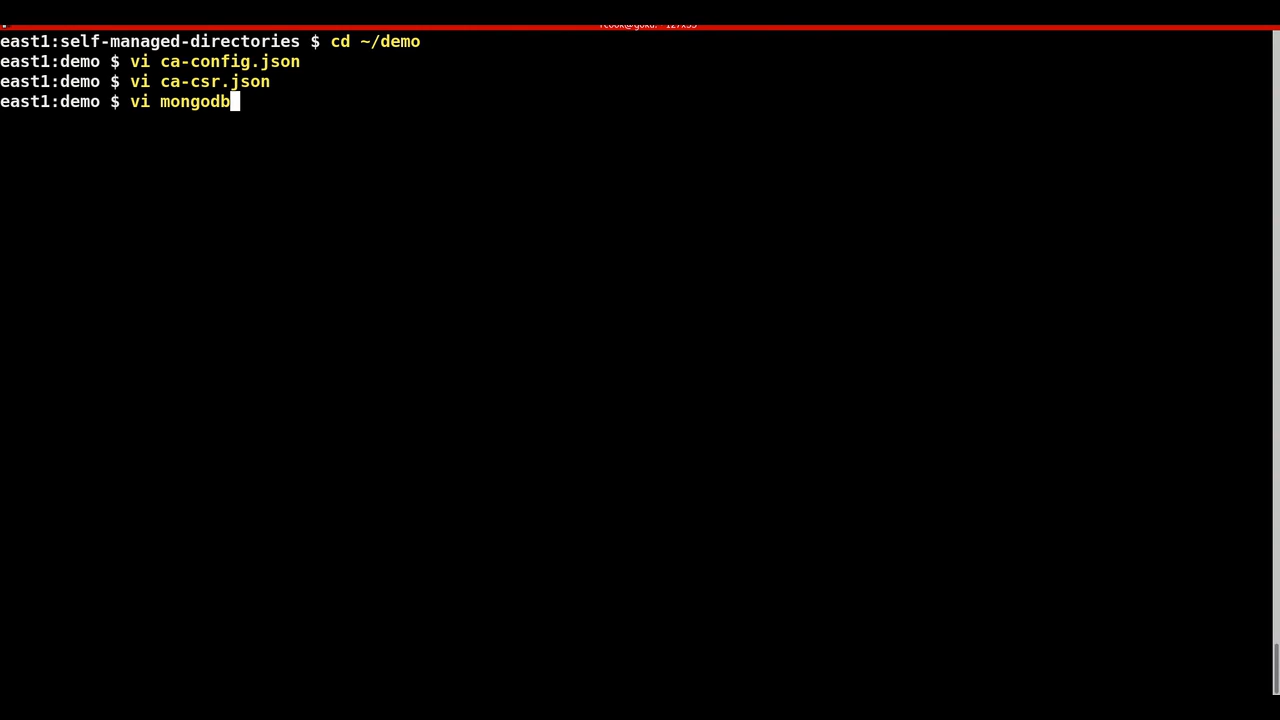 east1:self-managed-directories $ cd ~/demo
east1:demo $ vi ca-config.json
east1:demo $ vi ca-csr.json
east1:demo $ vi mongodb